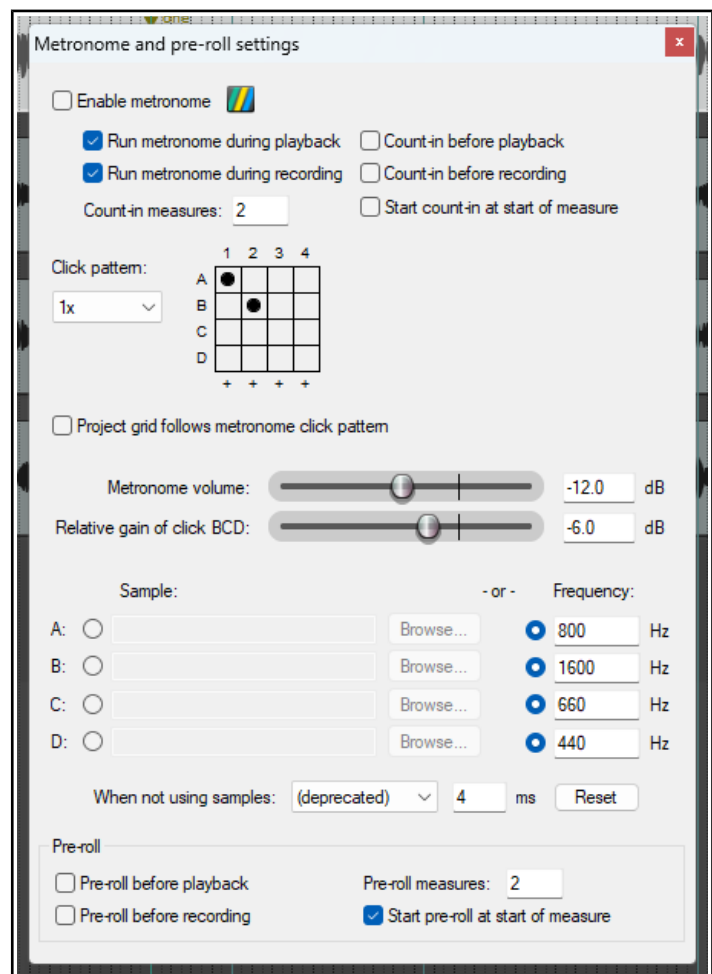 one
Metronome and pre-roll settings
x
Enable metronome
Run metronome during playback Count-in before playback
Run metronome during recording Count-in before recording
Count-in measures: 2 Start count-in at start of measure
1 2 3 4
Click pattern:
A
1x B
C
D
+ + + +
Project grid follows metronome click pattern
Metronome volume: -12.0 dB
Relative gain of click BCD: -6.0 dB
Sample: - or - Frequency:
A: Browse... 800 Hz
B: Browse... 1600 Hz
C: Browse... 660 Hz
D: Browse... 440 Hz
When not using samples: (deprecated) 4 ms Reset
Pre-roll
Pre-roll before playback Pre-roll measures: 2
Pre-roll before recording Start pre-roll at start of measure